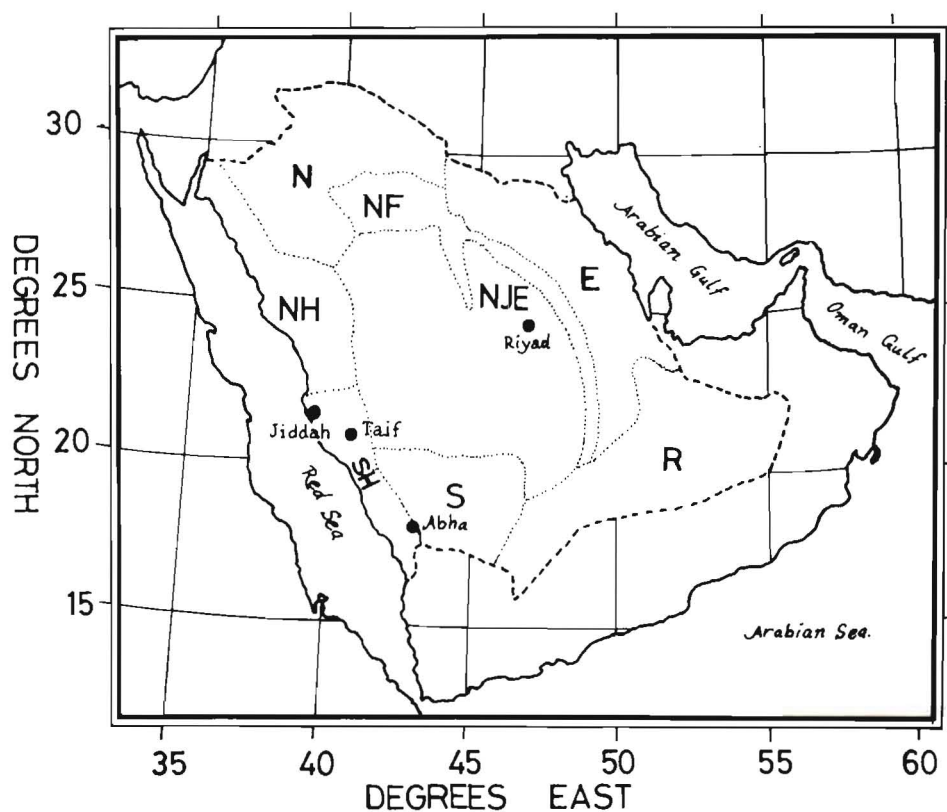 30
25
20
15
DEGREES NORTH
N
NF
NH
NJE
E
Riyad
Jiddah
Taif
SH
S
R
Abha
Red Sea
Arabian Gulf
Oman Gulf
Arabian Sea.
35 40 45 50 55 60
DEGREES EAST